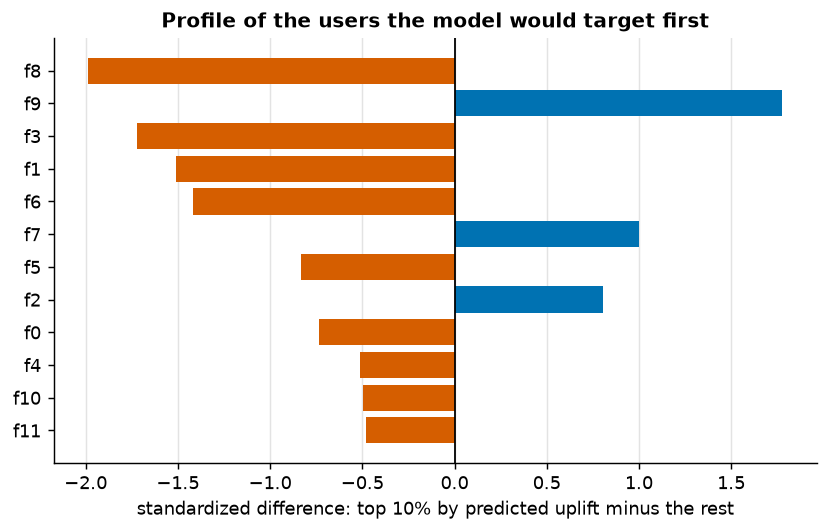 Profile of the users the model would target first
f8
f9
f3
f1
f6
f7
f5
f2
f0
f4
f10
f11
−2.0 −1.5 −1.0 −0.5 0.0 0.5 1.0 1.5
standardized difference: top 10% by predicted uplift minus the rest